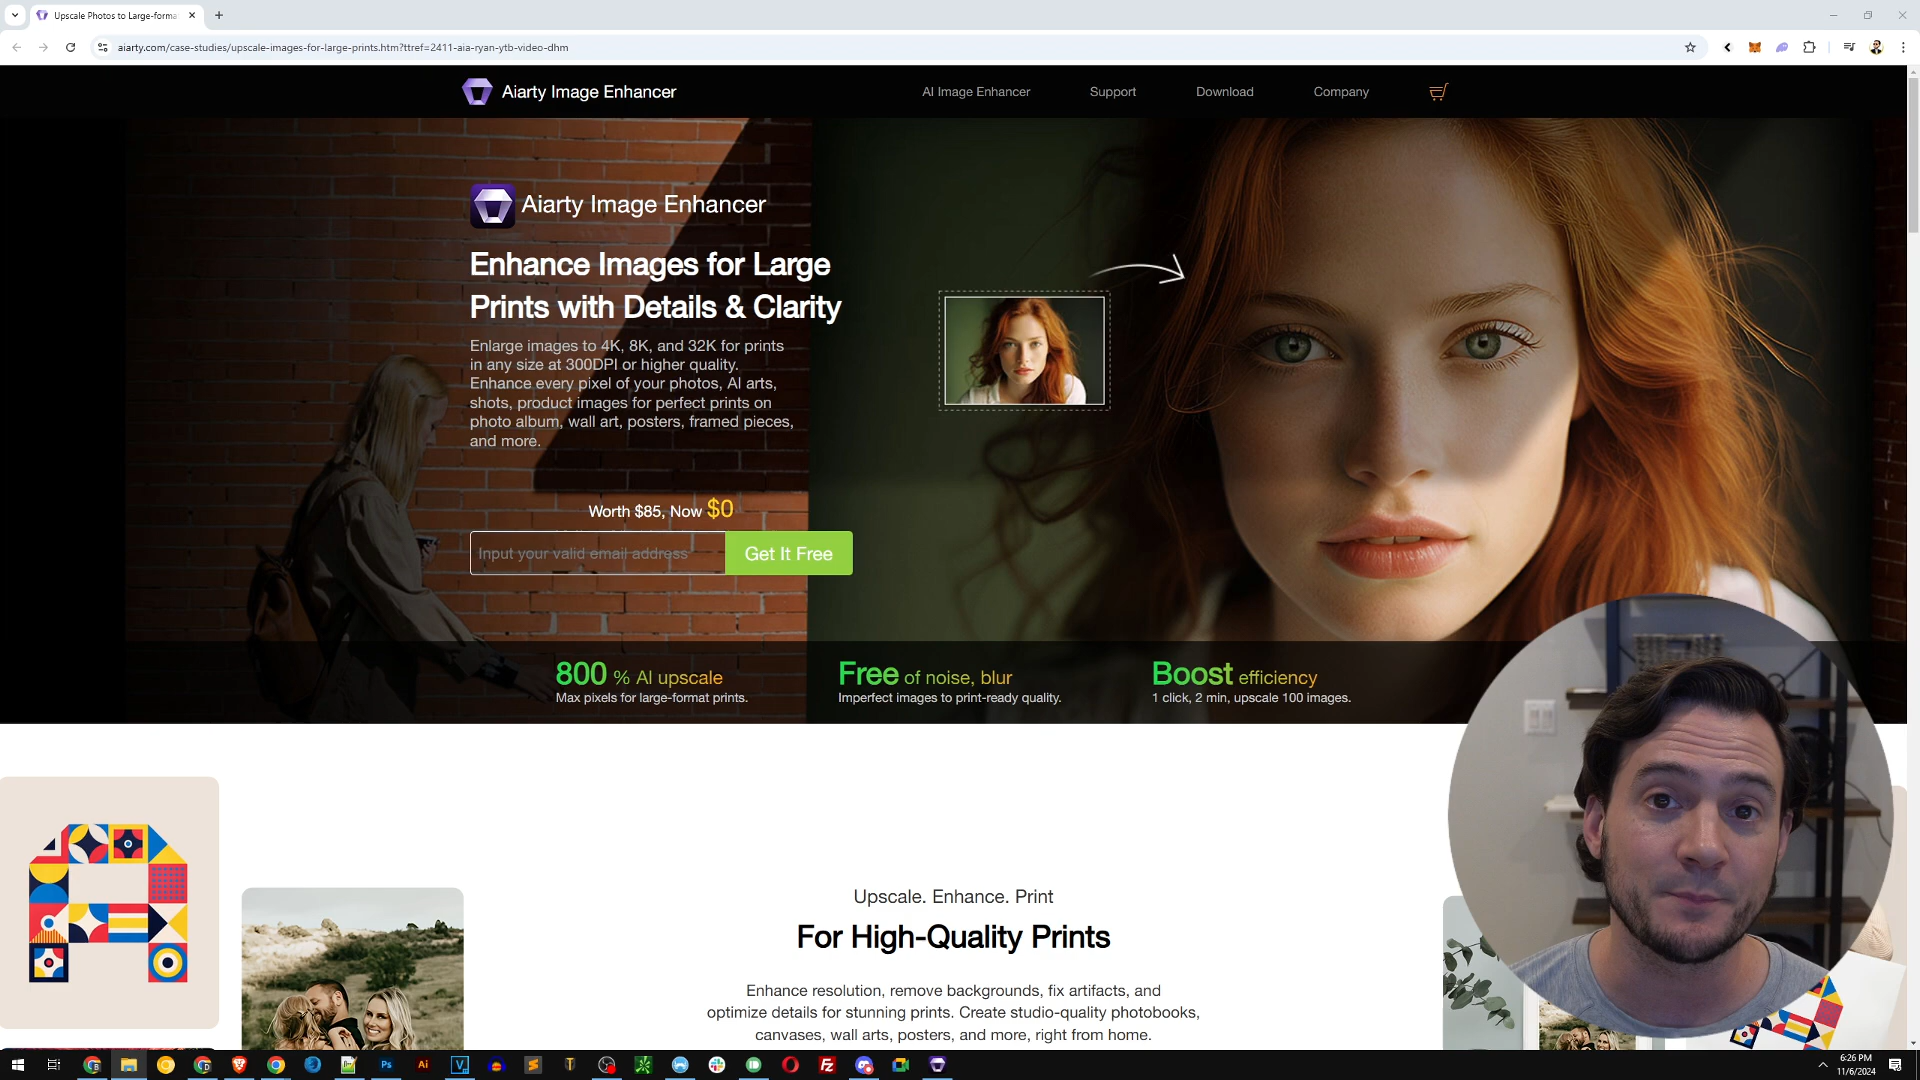 Upscale Photos to Large-forma
aiarty.com/case-studies/upscale-images-for-large-prints.htm?ttref=2411-aia-ryan-ytb-video-dhm
Aiarty Image Enhancer
AI Image Enhancer
Support
Download
Company
Aiarty Image Enhancer
Enhance Images for Large
Prints with Details & Clarity
Enlarge images to 4K, 8K, and 32K for prints
in any size at 300DPI or higher quality.
Enhance every pixel of your photos, AI arts,
shots, product images for perfect prints on
photo album, wall art, posters, framed pieces,
and more.
Worth $85, Now $0
Input your valid email address
Get It Free
800 % AI upscale
Max pixels for large-format prints.
Free of noise, blur
Imperfect images to print-ready quality.
Boost efficiency
1 click, 2 min, upscale 100 images.
Upscale. Enhance. Print
For High-Quality Prints
Enhance resolution, remove backgrounds, fix artifacts, and
optimize details for stunning prints. Create studio-quality photobooks,
canvases, wall arts, posters, and more, right from home.
Ps
Ai
V
T
Fz
6:26 PM
11/6/2024